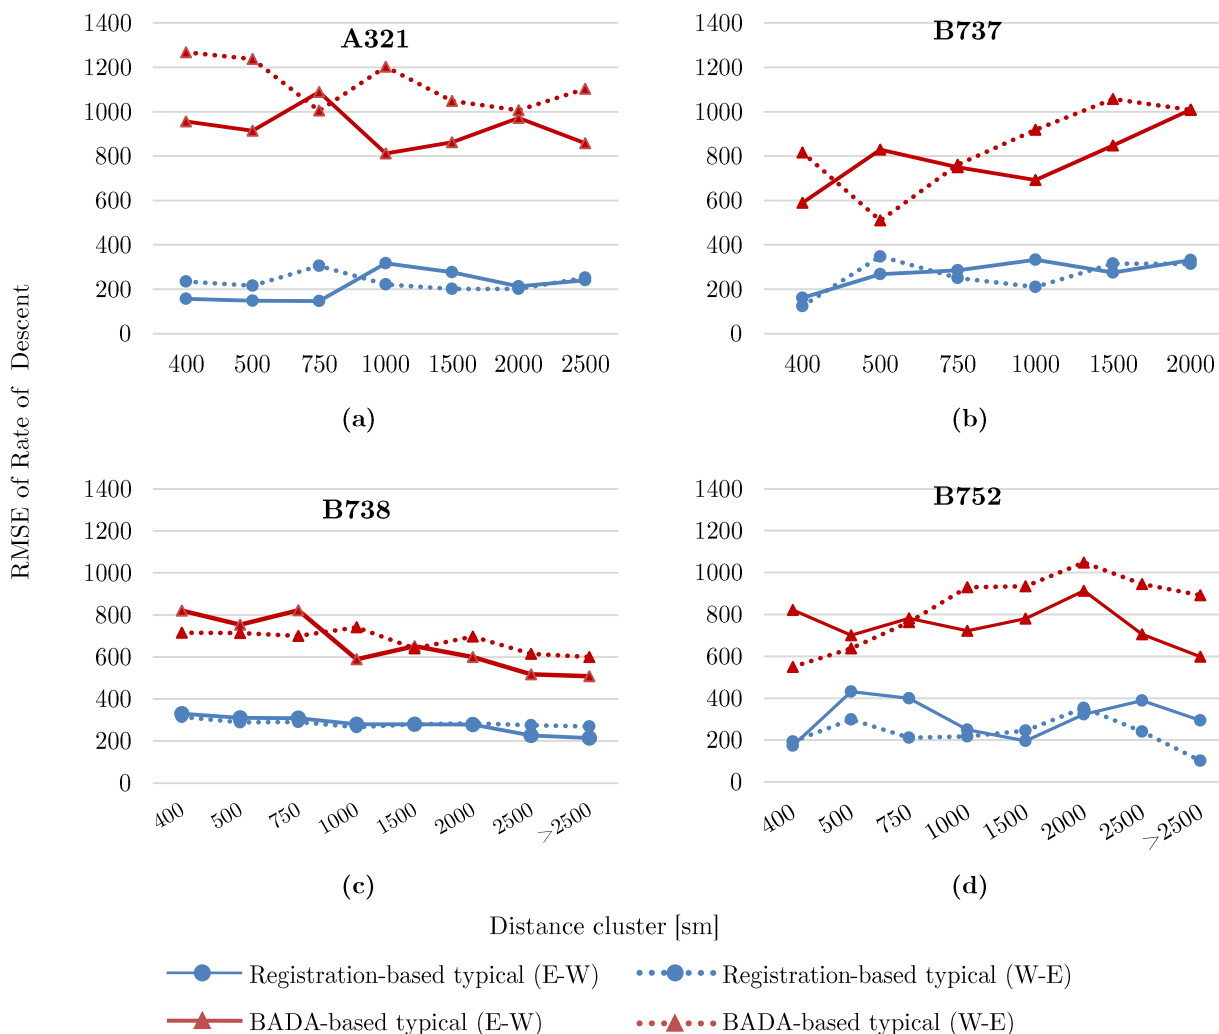 RMSE of Rate of Descent
A321
1400
1200
1000
800
600
400
200
0
400 500 750 1000 1500 2000 2500
(a)
B737
1400
1200
1000
800
600
400
200
0
400 500 750 1000 1500 2000
(b)
B738
1400
1200
1000
800
600
400
200
0
400 500 750 1000 1500 2000 2500 >2500
(c)
B752
1400
1200
1000
800
600
400
200
0
400 500 750 1000 1500 2000 2500 >2500
(d)
Distance cluster [sm]
Registration-based typical (E-W) Registration-based typical (W-E)
BADA-based typical (E-W) BADA-based typical (W-E)